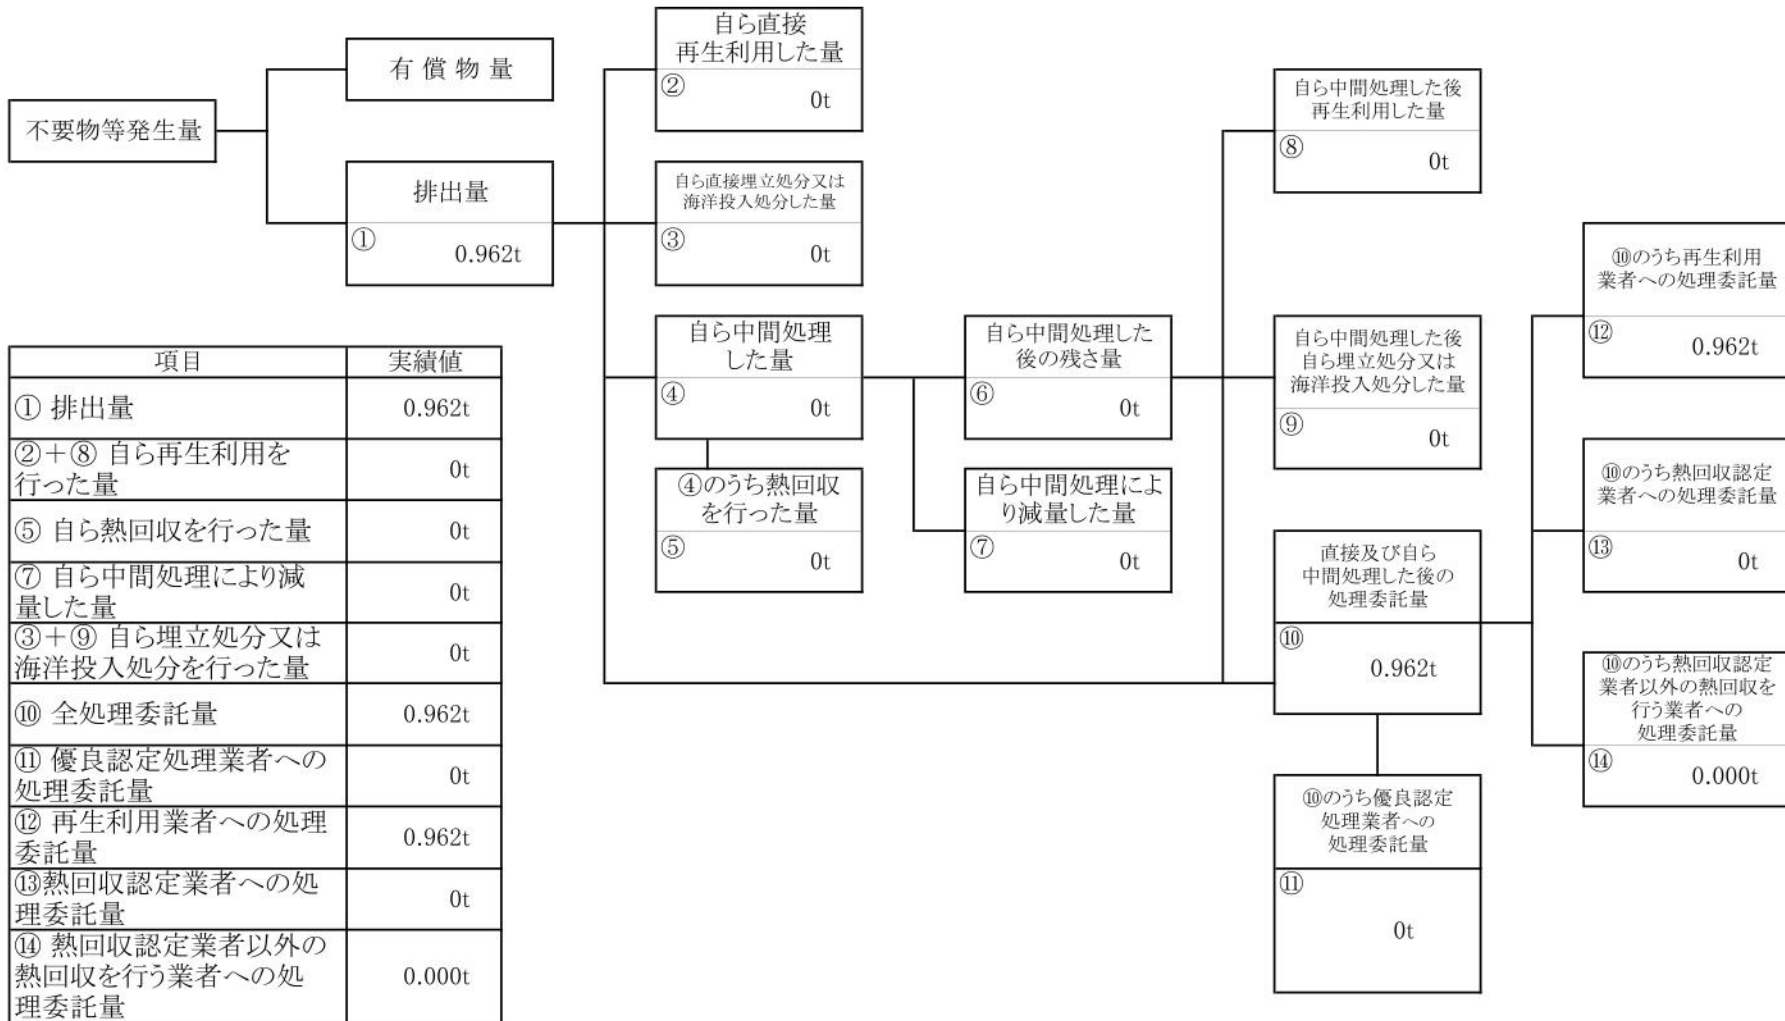 不要物等発生量
有償物量
排出量
① 0.962t
自ら直接
再生利用した量
② 0t
自ら直接埋立処分又は
海洋投入処分した量
③ 0t
自ら中間処理
した量
④ 0t
④のうち熱回収
を行った量
⑤ 0t
自ら中間処理した
後の残さ量
⑥ 0t
自ら中間処理によ
り減量した量
⑦ 0t
自ら中間処理した後
再生利用した量
⑧ 0t
自ら中間処理した後
自ら埋立処分又は
海洋投入処分した量
⑨ 0t
直接及び自ら
中間処理した後の
処理委託量
⑩ 0.962t
⑩のうち優良認定
処理業者への
処理委託量
⑪ 0t
⑩のうち再生利用
業者への処理委託量
⑫ 0.962t
⑩のうち熱回収認定
業者への処理委託量
⑬ 0t
⑩のうち熱回収認定
業者以外の熱回収を
行う業者への
処理委託量
⑭ 0.000t
項目 実績値
① 排出量 0.962t
②＋⑧ 自ら再生利用を
行った量 0t
⑤ 自ら熱回収を行った量 0t
⑦ 自ら中間処理により減
量した量 0t
③＋⑨ 自ら埋立処分又は
海洋投入処分を行った量 0t
⑩ 全処理委託量 0.962t
⑪ 優良認定処理業者への
処理委託量 0t
⑫ 再生利用業者への処理
委託量 0.962t
⑬熱回収認定業者への処
理委託量 0t
⑭ 熱回収認定業者以外の
熱回収を行う業者への処
理委託量 0.000t